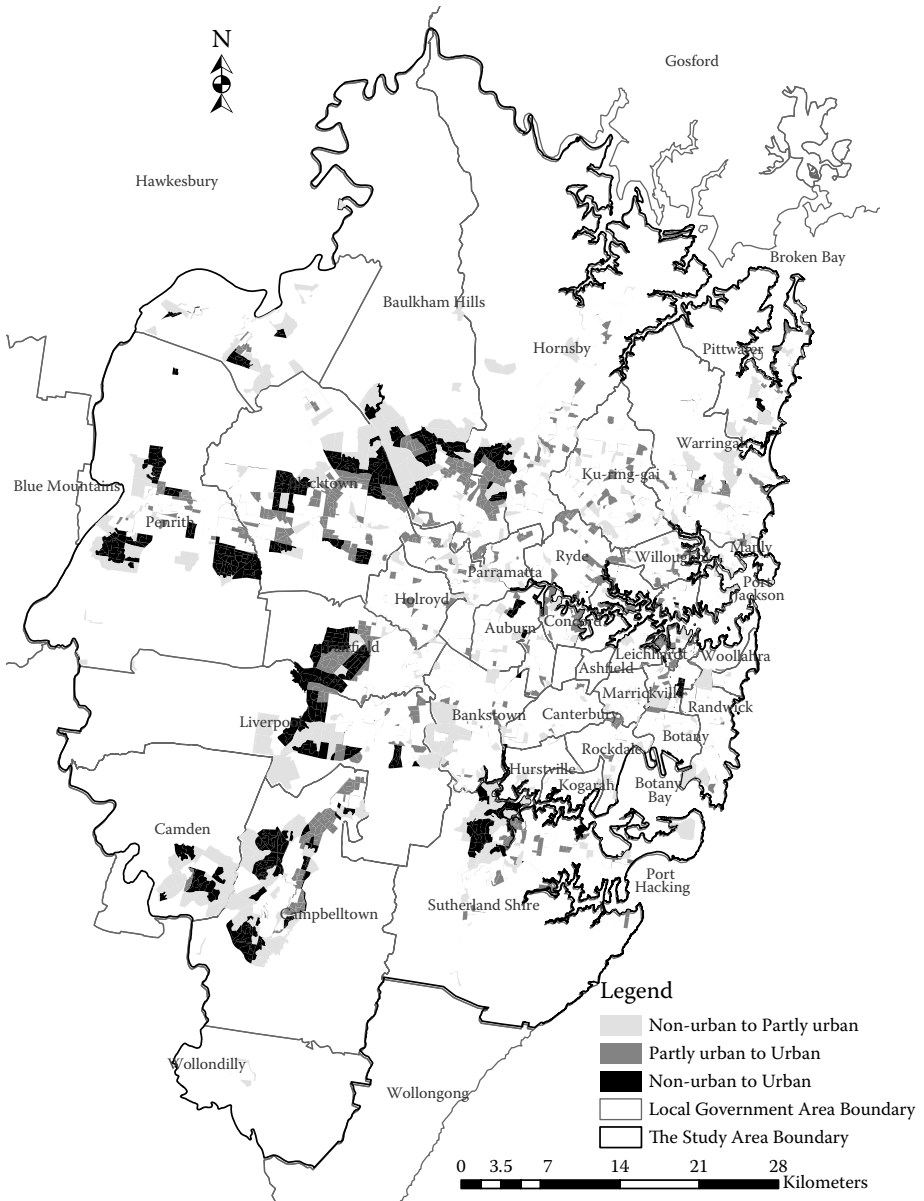 N
Gosford
Hawkesbury
Broken Bay
Baulkham Hills
Hornsby
Pittwater
Warringah
Ku-ring-gai
Blue Mountains
cktown
Penrith
Ryde
Willoughby
Manly
Parramatta
Port
Jackson
Holroyd
Auburn
Concord
Leichhardt
Woollahra
Ashfield
field
Marrickville
Randwick
Liverpool
Bankstown
Canterbury
Botany
Rockdale
Hurstville
Kogarah
Botany
Bay
Camden
Port
Hacking
Sutherland Shire
Campbelltown
Wollondilly
Wollongong
Legend
Non-urban to Partly urban
Partly urban to Urban
Non-urban to Urban
Local Government Area Boundary
The Study Area Boundary
0 3.5 7 14 21 28
Kilometers